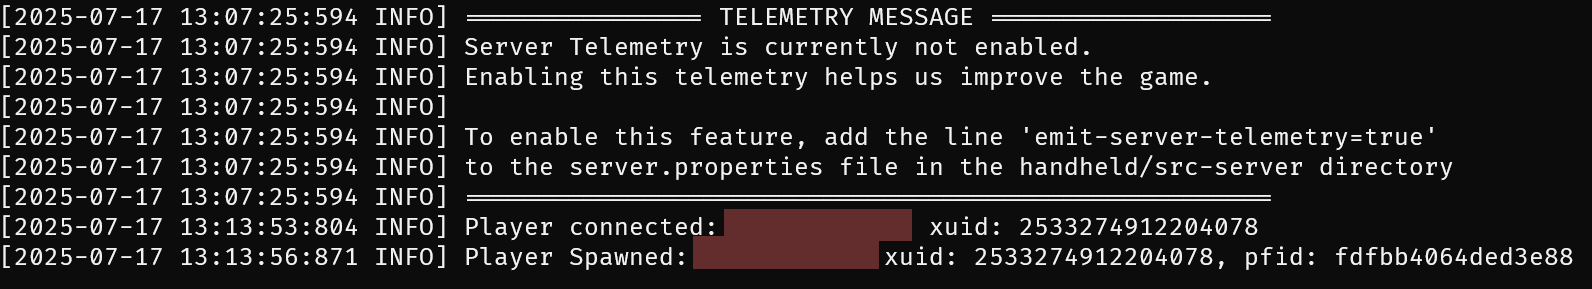 [2025-07-17 13:07:25:594 INFO] ================ TELEMETRY MESSAGE ===================
[2025-07-17 13:07:25:594 INFO] Server Telemetry is currently not enabled.
[2025-07-17 13:07:25:594 INFO] Enabling this telemetry helps us improve the game.
[2025-07-17 13:07:25:594 INFO]
[2025-07-17 13:07:25:594 INFO] To enable this feature, add the line 'emit-server-telemetry=true'
[2025-07-17 13:07:25:594 INFO] to the server.properties file in the handheld/src-server directory
[2025-07-17 13:07:25:594 INFO] ======================================================
[2025-07-17 13:13:53:804 INFO] Player connected: xuid: 2533274912204078
[2025-07-17 13:13:56:871 INFO] Player Spawned: xuid: 2533274912204078, pfid: fdfbb4064ded3e88